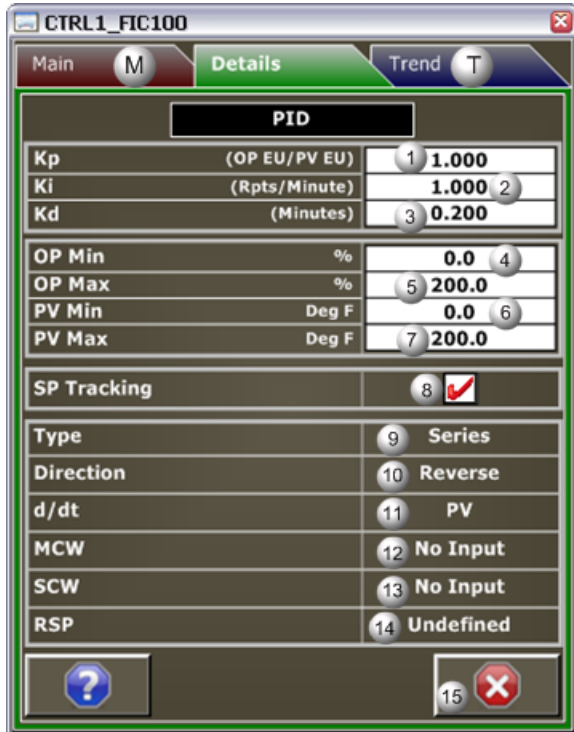 CTRL1_FIC100
Main M Details Trend T
PID
Kp (OP EU/PV EU) 1 1.000
Ki (Rpts/Minute) 1.000 2
Kd (Minutes) 3 0.200
OP Min % 0.0 4
OP Max % 5 200.0
PV Min Deg F 0.0 6
PV Max Deg F 7 200.0
SP Tracking 8
Type 9 Series
Direction 10 Reverse
d/dt 11 PV
MCW 12 No Input
SCW 13 No Input
RSP 14 Undefined
? 15